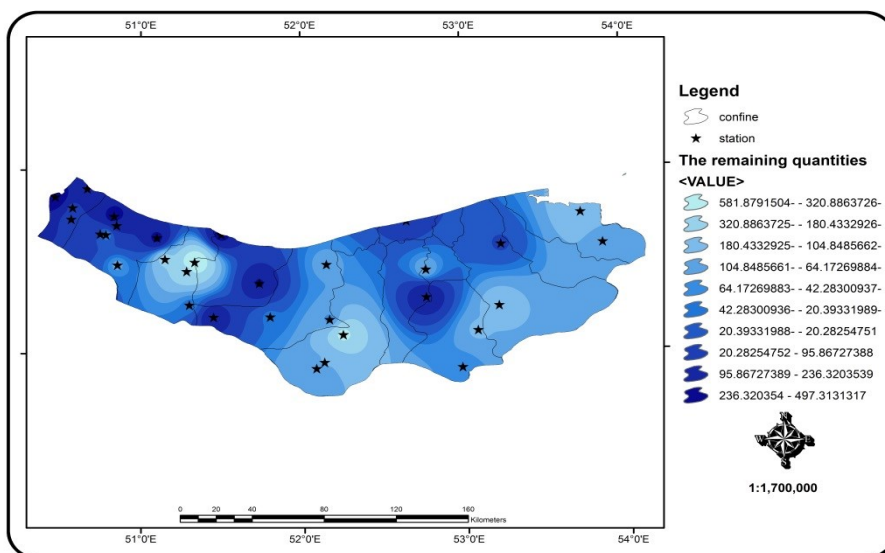 51°0'E 52°0'E 53°0'E 54°0'E
Legend
confine
station
The remaining quantities
<VALUE>
581.8791504- - 320.8863726-
320.8863725 - 180.4332926-
180.4332925 - 104.8485662-
104.8485661- - 64.17269884-
64.17269883- - 42.28300937-
42.28300936 - 20.39331989-
20.39331988 - 20.28254751
20.28254752 - 95.86727388
95.86727389 - 236.3203539
236.320354 - 497.3131317
1:1,700,000
0 10 20 40 80 120 160
Kilometers
51°0'E 52°0'E 53°0'E 54°0'E